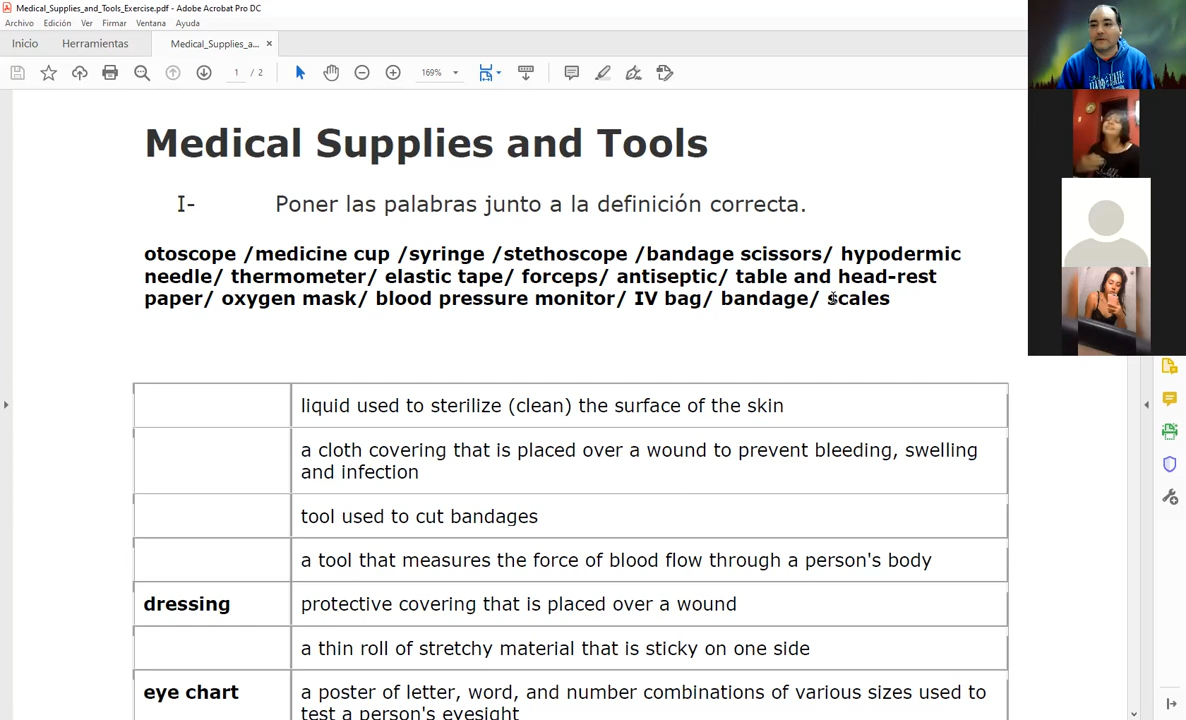 Medical_Supplies_and_Tools_Exercise.pdf - Adobe Acrobat Pro DC
Archivo Edición Ver Firmar Ventana Ayuda
Inicio Herramientas Medical_Supplies_a... ×
1 / 2 169%
Medical Supplies and Tools
I- Poner las palabras junto a la definición correcta.
otoscope /medicine cup /syringe /stethoscope /bandage scissors/ hypodermic
needle/ thermometer/ elastic tape/ forceps/ antiseptic/ table and head-rest
paper/ oxygen mask/ blood pressure monitor/ IV bag/ bandage/ scales
liquid used to sterilize (clean) the surface of the skin
a cloth covering that is placed over a wound to prevent bleeding, swelling
and infection
tool used to cut bandages
a tool that measures the force of blood flow through a person's body
dressing protective covering that is placed over a wound
a thin roll of stretchy material that is sticky on one side
eye chart a poster of letter, word, and number combinations of various sizes used to
test a person's eyesight